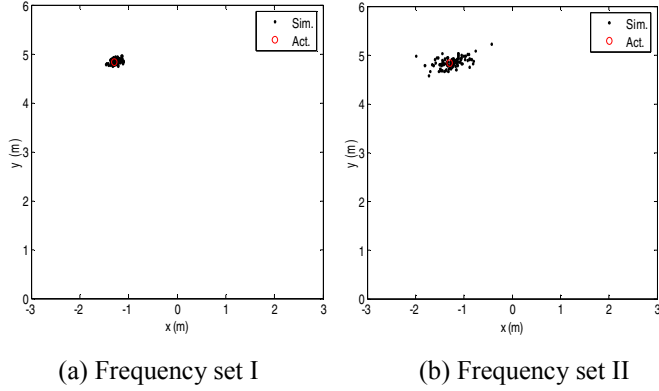 Sim.
Act.
6
5
4
3
2
1
0
y (m)
-3 -2 -1 0 1 2 3
x (m)
(a) Frequency set I
Sim.
Act.
6
5
4
3
2
1
0
y (m)
-3 -2 -1 0 1 2 3
x (m)
(b) Frequency set II